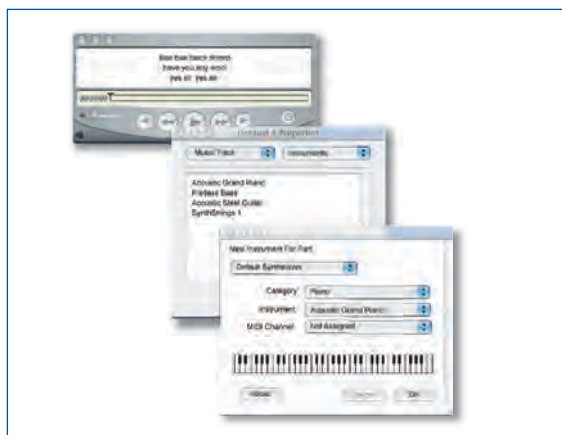 Baa baa black sheep
have you any wool
yes sir yes sir
Properties
Music Track
Instruments
Acoustic Grand Piano
Fretless Bass
Acoustic Steel Guitar
SynthStrings 1
New Instrument For Part:
Default Synthesizer
Category: Piano
Instrument: Acoustic Grand Piano
MIDI Channel: Not Assigned
OK